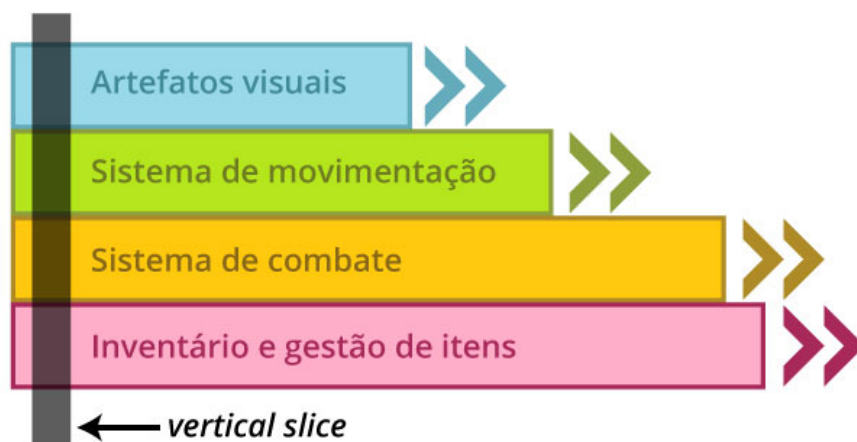 Artefatos visuais
Sistema de movimentação
Sistema de combate
Inventário e gestão de itens
vertical slice